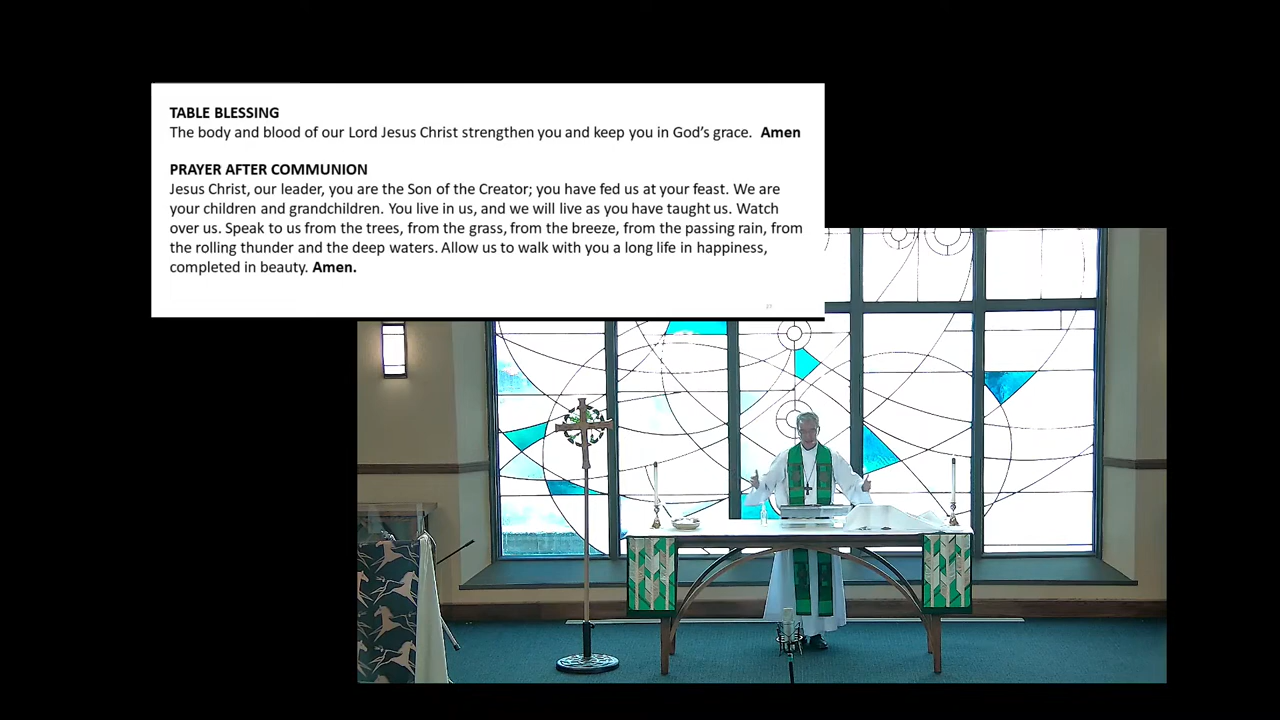 TABLE BLESSING
The body and blood of our Lord Jesus Christ strengthen you and keep you in God’s grace.  Amen
PRAYER AFTER COMMUNION
Jesus Christ, our leader, you are the Son of the Creator; you have fed us at your feast. We are
your children and grandchildren. You live in us, and we will live as you have taught us. Watch
over us. Speak to us from the trees, from the grass, from the breeze, from the passing rain, from
the rolling thunder and the deep waters. Allow us to walk with you a long life in happiness,
completed in beauty. Amen.